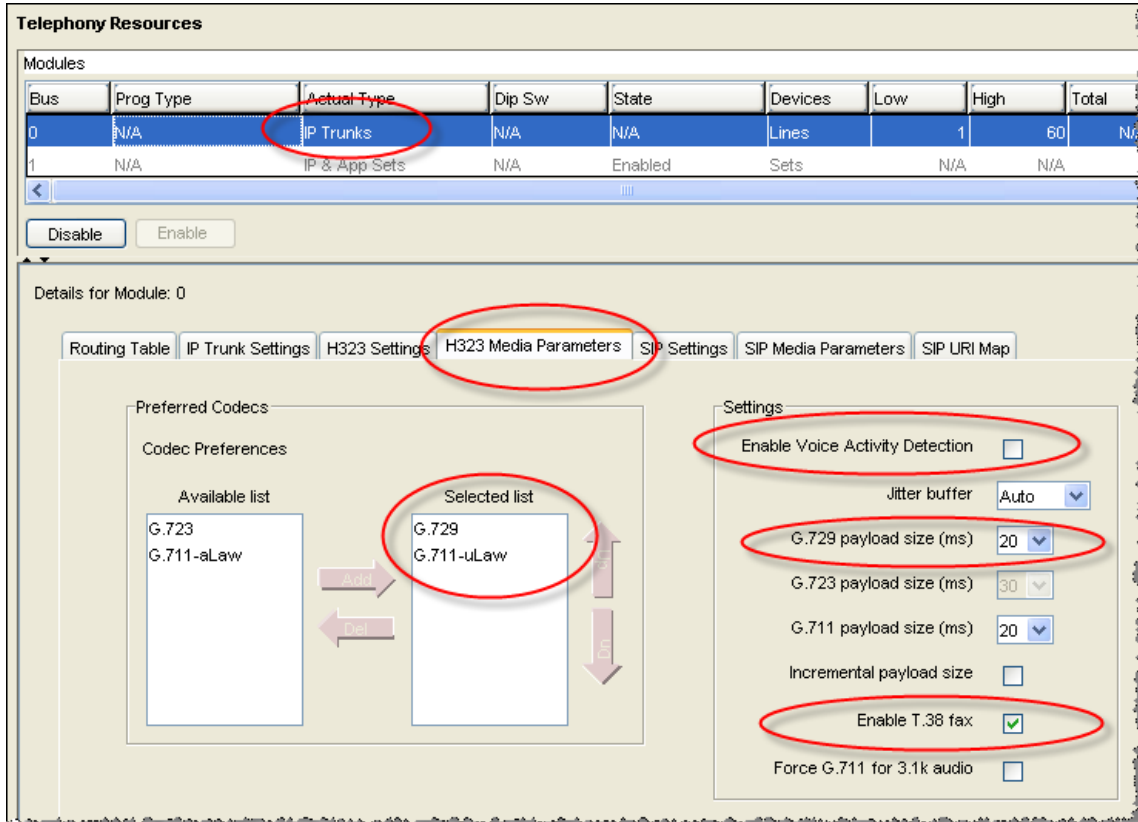 Telephony Resources
Modules
Bus Prog Type Actual Type Dip Sw State Devices Low High Total
0 N/A IP Trunks N/A N/A Lines 1 60
1 N/A IP & App Sets N/A Enabled Sets N/A N/A
Disable Enable
Details for Module: 0
Routing Table IP Trunk Settings H323 Settings H323 Media Parameters SIP Settings SIP Media Parameters SIP URI Map
Preferred Codecs
Codec Preferences
Available list Selected list
G.723
G.711-aLaw
G.729
G.711-uLaw
Add
Del
Up
Dn
Settings
Enable Voice Activity Detection
Jitter buffer Auto
G.729 payload size (ms) 20
G.723 payload size (ms) 30
G.711 payload size (ms) 20
Incremental payload size
Enable T.38 fax
Force G.711 for 3.1k audio